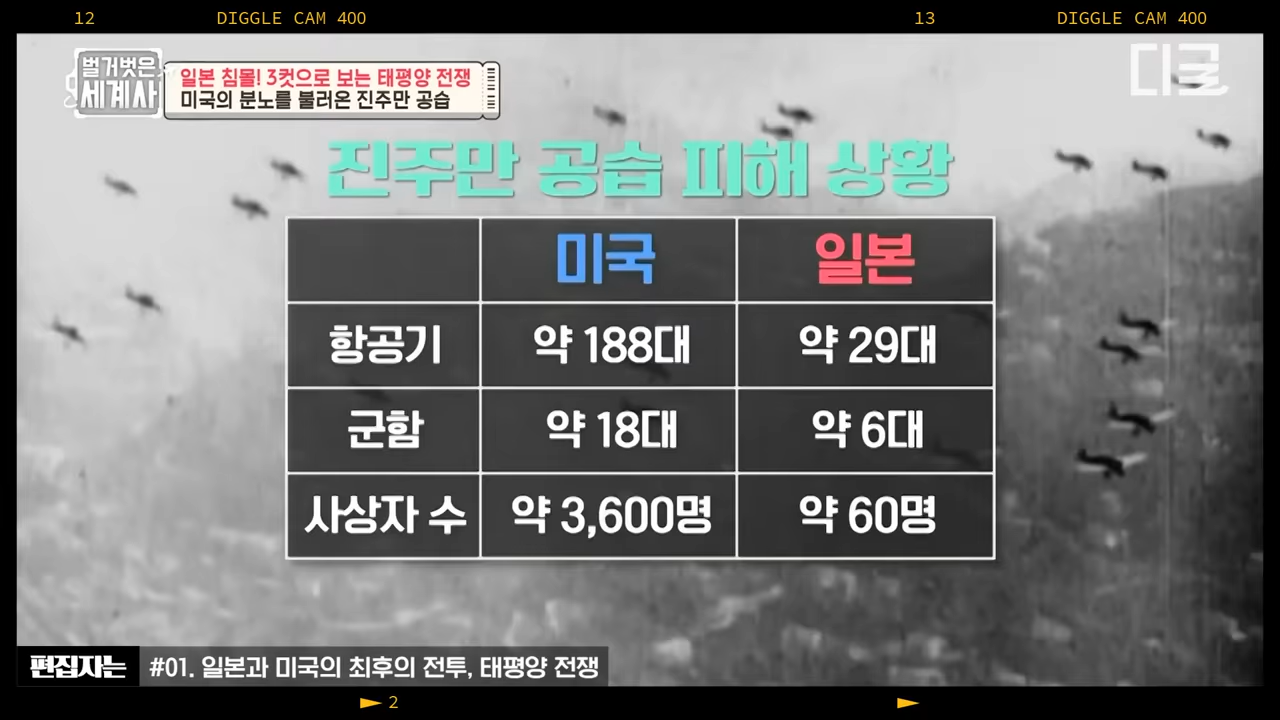 12 DIGGLE CAM 400 13 DIGGLE CAM 400
벌거벗은
세계사
일본 침몰! 3컷으로 보는 태평양 전쟁
미국의 분노를 불러온 진주만 공습
디글
진주만 공습 피해 상황
미국 일본
항공기 약 188대 약 29대
군함 약 18대 약 6대
사상자 수 약 3,600명 약 60명
편집자는 #01. 일본과 미국의 최후의 전투, 태평양 전쟁
2